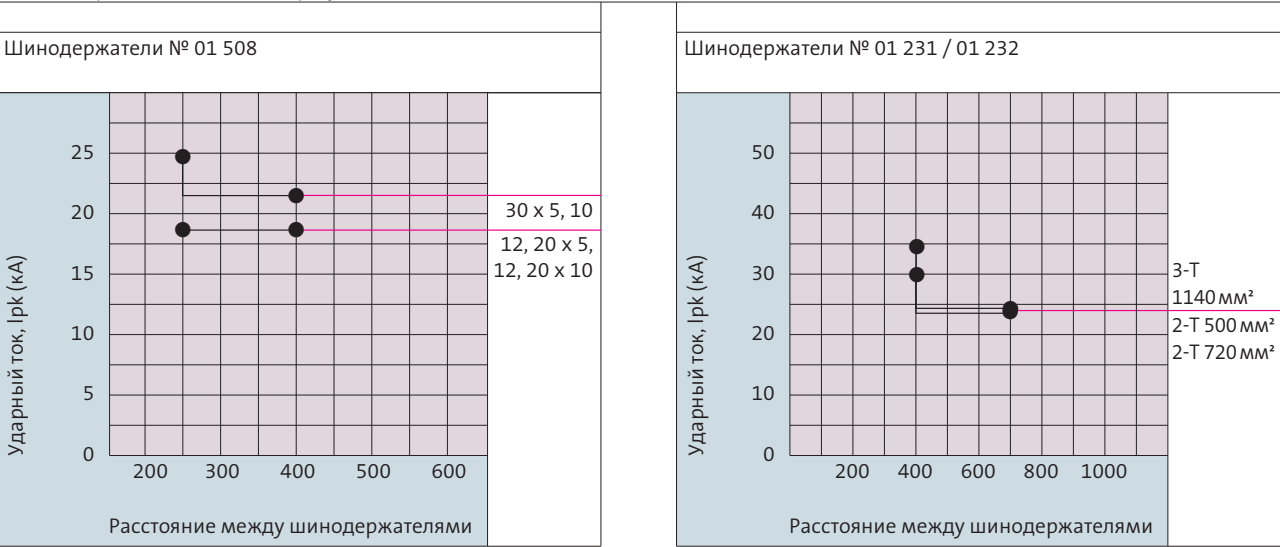 Шинодержатели № 01 508
25
20
15
10
5
0
200 300 400 500 600
Ударный ток, Ipk (кА)
Расстояние между шинодержателями
30 x 5, 10
12, 20 x 5,
12, 20 x 10
Шинодержатели № 01 231 / 01 232
50
40
30
20
10
0
200 400 600 800 1000
Ударный ток, Ipk (кА)
Расстояние между шинодержателями
3-T
1140 мм²
2-T 500 мм²
2-T 720 мм²